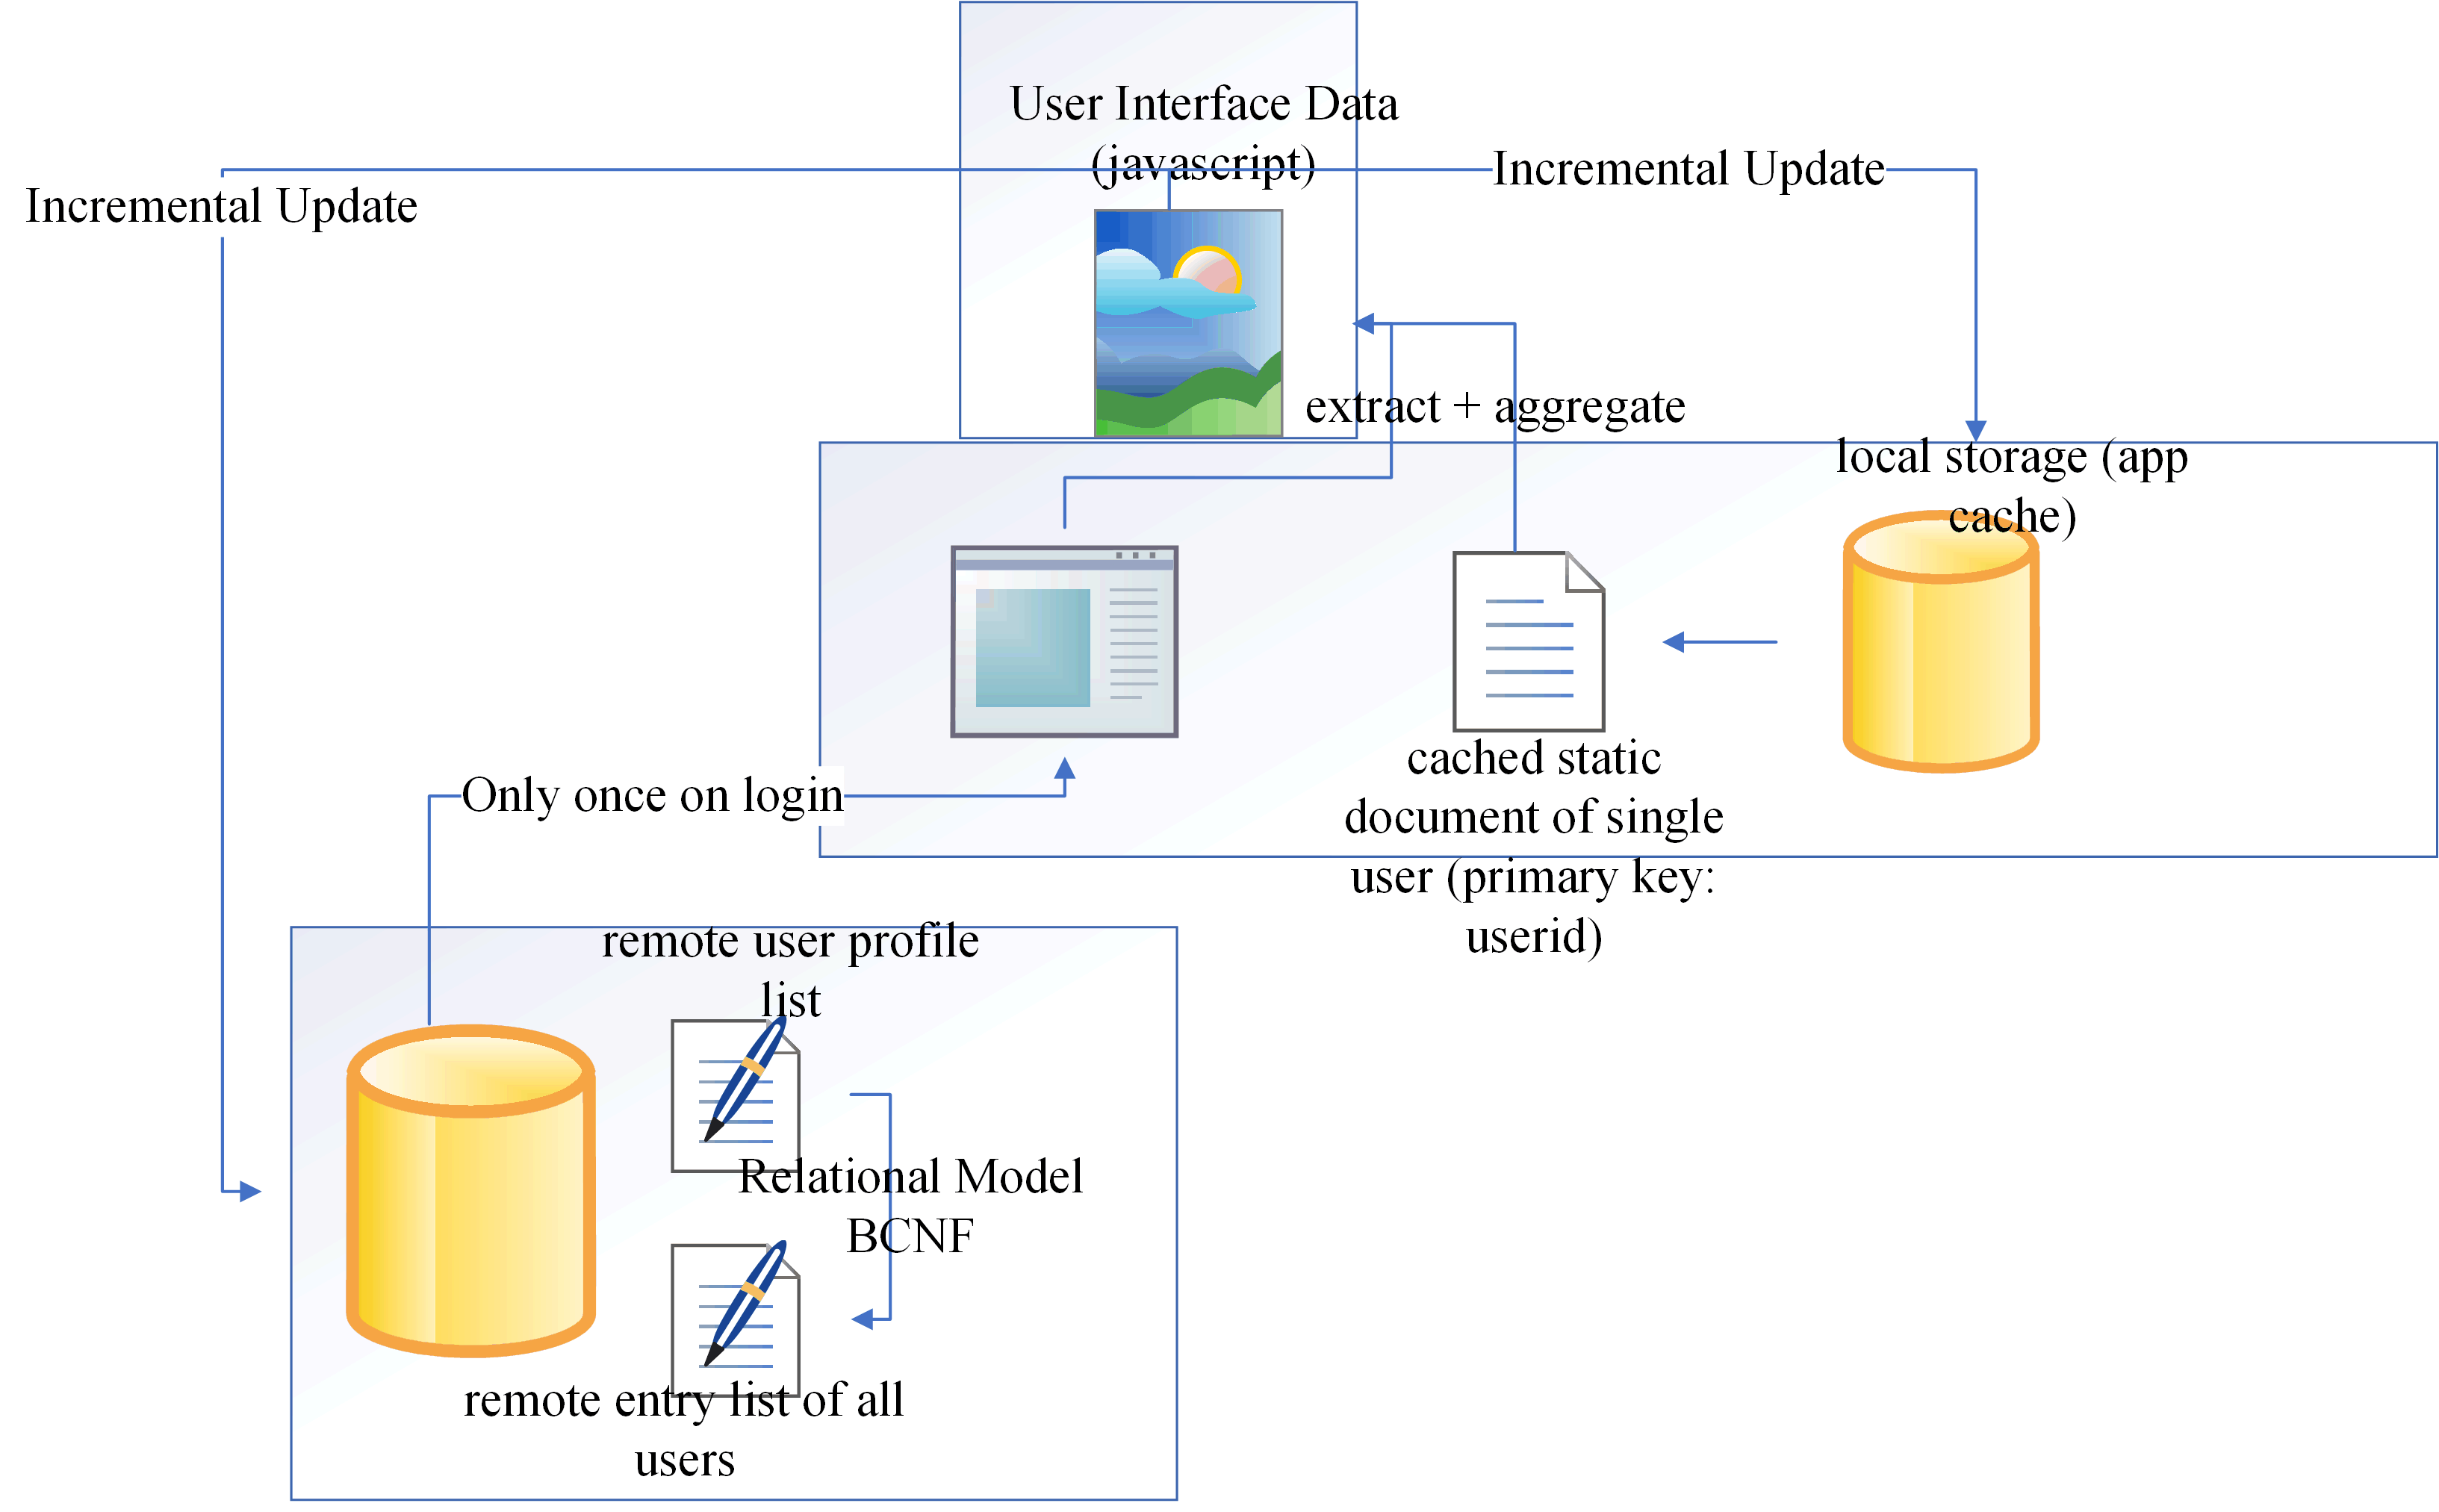 User Interface Data
(javascript)
Incremental Update
Incremental Update
extract + aggregate
local storage (app
cache)
Only once on login
cached static
document of single
user (primary key:
userid)
remote user profile
list
Relational Model
BCNF
remote entry list of all
users